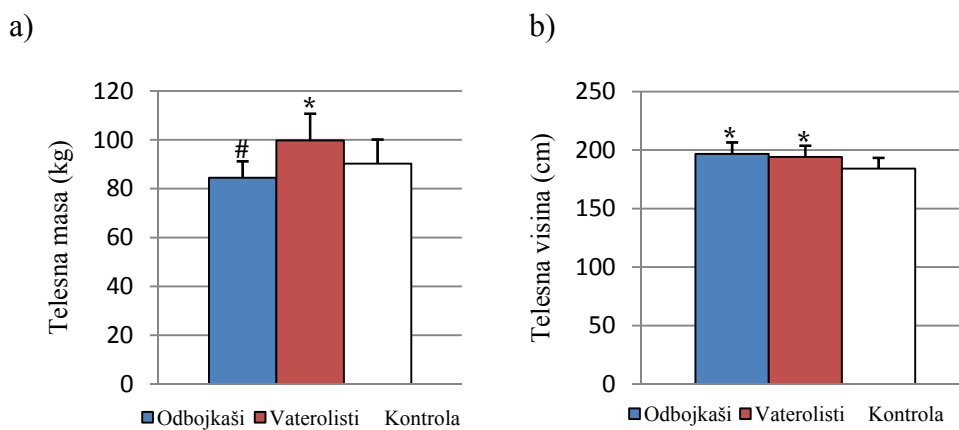 a)
Telesna masa (kg)
120
100
80
60
40
20
0
#
*
Odbojkaši Vaterolisti Kontrola
b)
Telesna visina (cm)
250
200
150
100
50
0
*
*
Odbojkaši Vaterolisti Kontrola